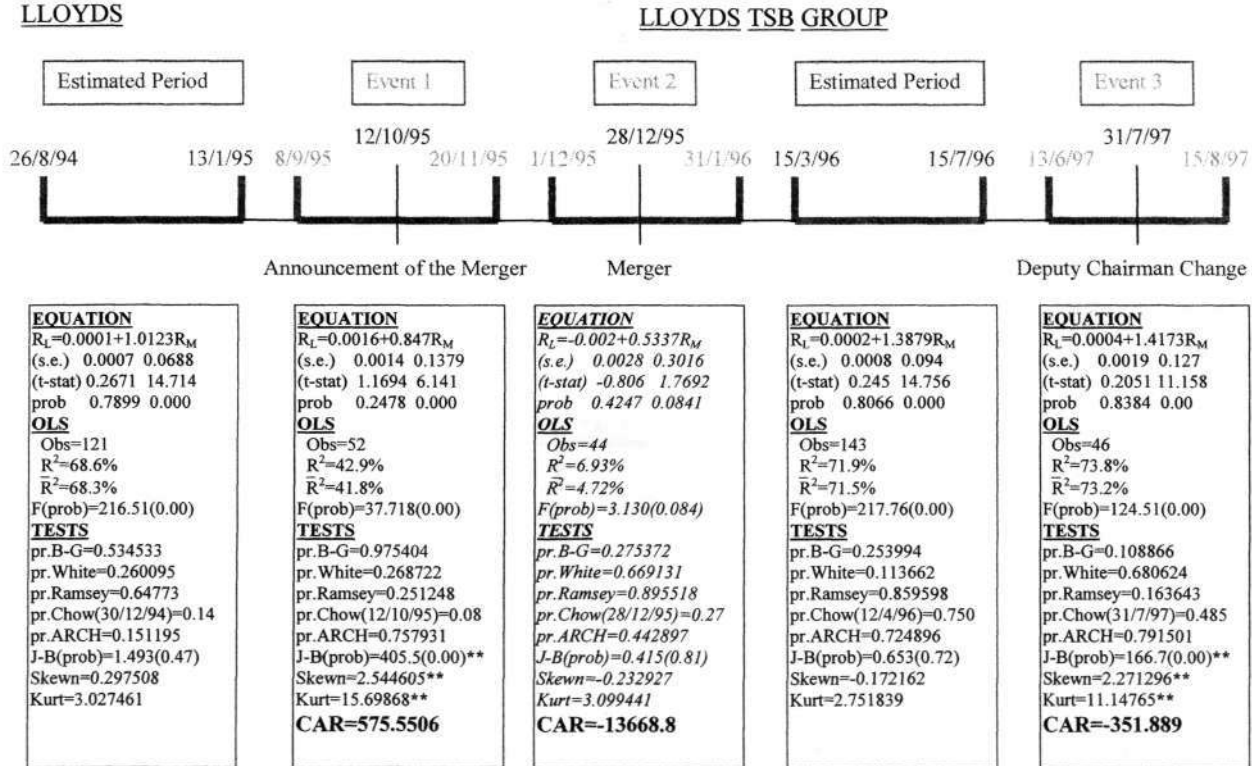 LLOYDS
LLOYDS TSB GROUP
Estimated Period
Event 1
Event 2
Estimated Period
Event 3
12/10/95
28/12/95
31/7/97
26/8/94 13/1/95 8/9/95 20/11/95 1/12/95 31/1/96 15/3/96 15/7/96 13/6/97 15/8/97
Announcement of the Merger
Merger
Deputy Chairman Change
EQUATION
R_L=0.0001+1.0123R_M
(s.e.) 0.0007 0.0688
(t-stat) 0.2671 14.714
prob 0.7899 0.000
OLS
Obs=121
R²=68.6%
R̄²=68.3%
F(prob)=216.51(0.00)
TESTS
pr.B-G=0.534533
pr.White=0.260095
pr.Ramsey=0.64773
pr.Chow(30/12/94)=0.14
pr.ARCH=0.151195
J-B(prob)=1.493(0.47)
Skewn=0.297508
Kurt=3.027461
EQUATION
R_L=0.0016+0.847R_M
(s.e.) 0.0014 0.1379
(t-stat) 1.1694 6.141
prob 0.2478 0.000
OLS
Obs=52
R²=42.9%
R̄²=41.8%
F(prob)=37.718(0.00)
TESTS
pr.B-G=0.975404
pr.White=0.268722
pr.Ramsey=0.251248
pr.Chow(12/10/95)=0.08
pr.ARCH=0.757931
J-B(prob)=405.5(0.00)**
Skewn=2.544605**
Kurt=15.69868**
CAR=575.5506
EQUATION
R_L=-0.002+0.5337R_M
(s.e.) 0.0028 0.3016
(t-stat) -0.806 1.7692
prob 0.4247 0.0841
OLS
Obs=44
R²=6.93%
R̄²=4.72%
F(prob)=3.130(0.084)
TESTS
pr.B-G=0.275372
pr.White=0.669131
pr.Ramsey=0.895518
pr.Chow(28/12/95)=0.27
pr.ARCH=0.442897
J-B(prob)=0.415(0.81)
Skewn=-0.232927
Kurt=3.099441
CAR=-13668.8
EQUATION
R_L=0.0002+1.3879R_M
(s.e.) 0.0008 0.094
(t-stat) 0.245 14.756
prob 0.8066 0.000
OLS
Obs=143
R²=71.9%
R̄²=71.5%
F(prob)=217.76(0.00)
TESTS
pr.B-G=0.253994
pr.White=0.113662
pr.Ramsey=0.859598
pr.Chow(12/4/96)=0.750
pr.ARCH=0.724896
J-B(prob)=0.653(0.72)
Skewn=-0.172162
Kurt=2.751839
EQUATION
R_L=0.0004+1.4173R_M
(s.e.) 0.0019 0.127
(t-stat) 0.2051 11.158
prob 0.8384 0.00
OLS
Obs=46
R²=73.8%
R̄²=73.2%
F(prob)=124.51(0.00)
TESTS
pr.B-G=0.108866
pr.White=0.680624
pr.Ramsey=0.163643
pr.Chow(31/7/97)=0.485
pr.ARCH=0.791501
J-B(prob)=166.7(0.00)**
Skewn=2.271296**
Kurt=11.14765**
CAR=-351.889